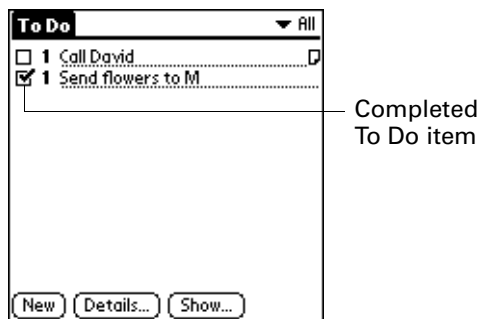 To Do All
1 Call David
1 Send flowers to M
Completed
To Do item
New Details... Show...